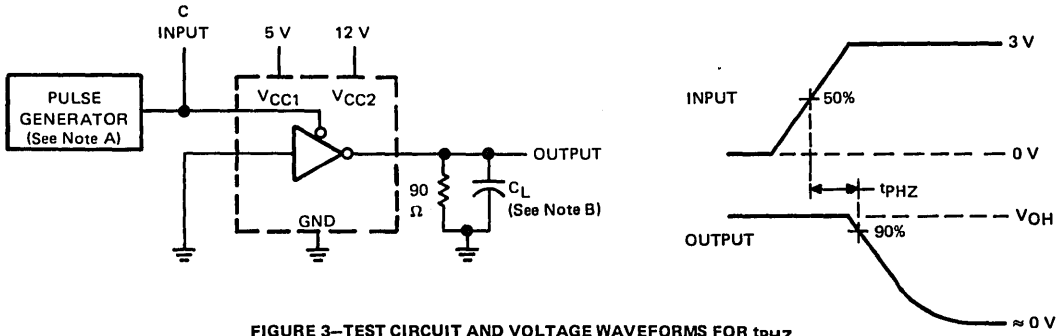 C
INPUT
5 V
12 V
PULSE
GENERATOR
(See Note A)
VCC1
VCC2
GND
OUTPUT
90
Ω
CL
(See Note B)
INPUT
50%
3 V
0 V
tPHZ
VOH
OUTPUT
90%
≈ 0 V
FIGURE 3–TEST CIRCUIT AND VOLTAGE WAVEFORMS FOR tPHZ